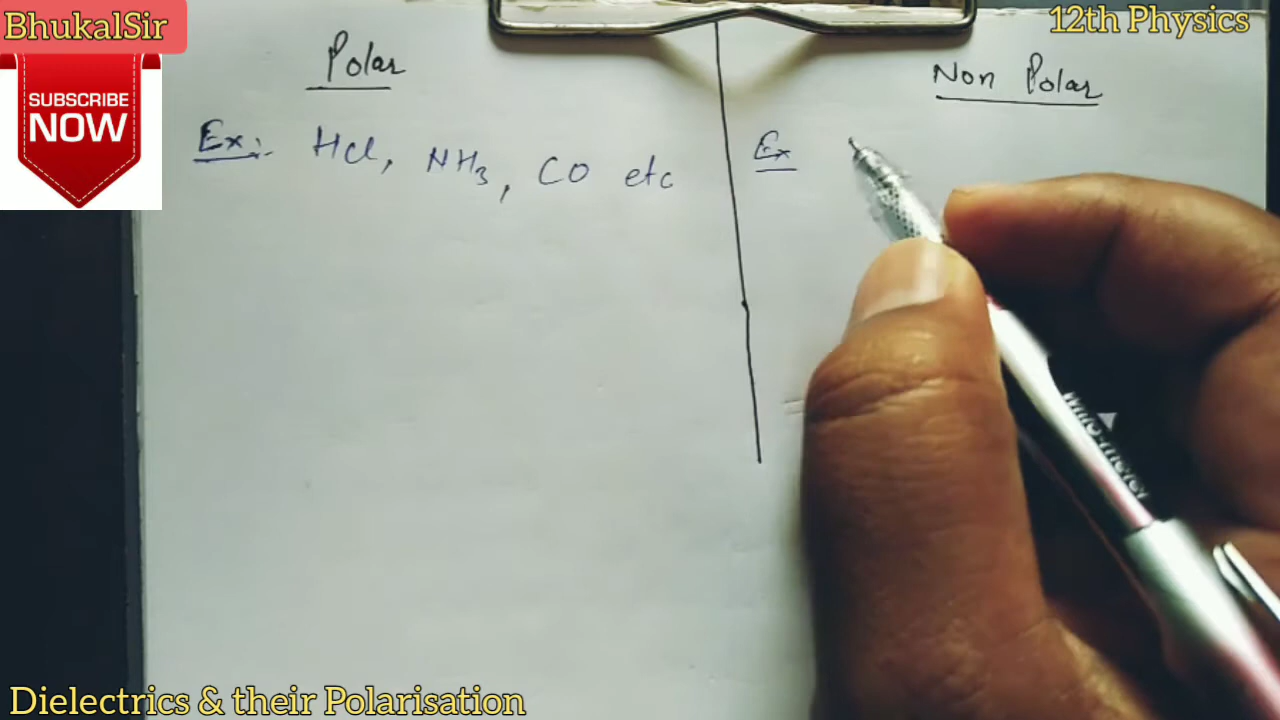 BhukalSir
12th Physics
SUBSCRIBE
NOW
Polar
Ex:- HCl, NH3, CO etc
Non Polar
Ex
Dielectrics & their Polarisation